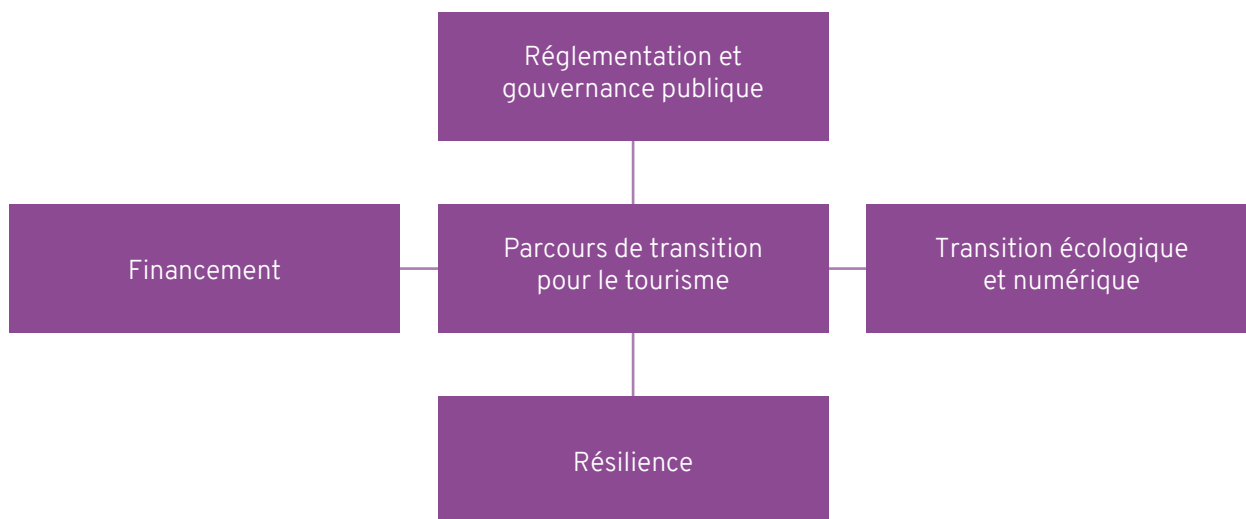 Réglementation et
gouvernance publique
Financement
Parcours de transition
pour le tourisme
Transition écologique
et numérique
Résilience